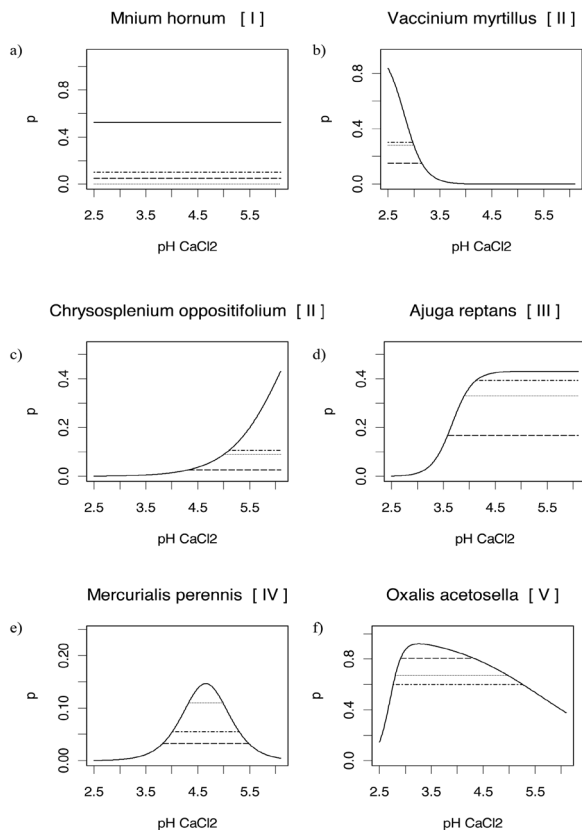 Mnium hornum [ I ]
a)
p
0.0 0.4 0.8
2.5 3.5 4.5 5.5
pH CaCl2
Vaccinium myrtillus [ II ]
b)
p
0.0 0.4 0.8
2.5 3.5 4.5 5.5
pH CaCl2
Chrysosplenium oppositifolium [ II ]
c)
p
0.0 0.2 0.4
2.5 3.5 4.5 5.5
pH CaCl2
Ajuga reptans [ III ]
d)
p
0.0 0.2 0.4
2.5 3.5 4.5 5.5
pH CaCl2
Mercurialis perennis [ IV ]
e)
p
0.00 0.10 0.20
2.5 3.5 4.5 5.5
pH CaCl2
Oxalis acetosella [ V ]
f)
p
0.0 0.4 0.8
2.5 3.5 4.5 5.5
pH CaCl2